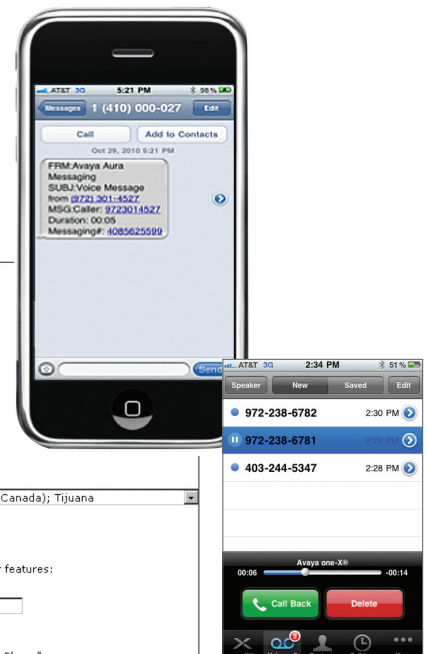 AT&T 3G 5:21 PM 98%
Messages 1 (410) 000-027 Edit
Call Add to Contacts
Oct 29, 2010 5:21 PM
FRM:Avaya Aura
Messaging
SUBJ:Voice Message
from (972) 301-4527
MSG:Caller: 9723014527
Duration: 00:05
Messaging#: 4085625599
Send
AT&T 3G 2:34 PM 51%
Speaker New Saved Edit
972-238-6782 2:30 PM
972-238-6781 2:29 PM
403-244-5347 2:28 PM
Avaya one-X®
00:06 -00:14
Call Back Delete
Canada); Tijuana
features: